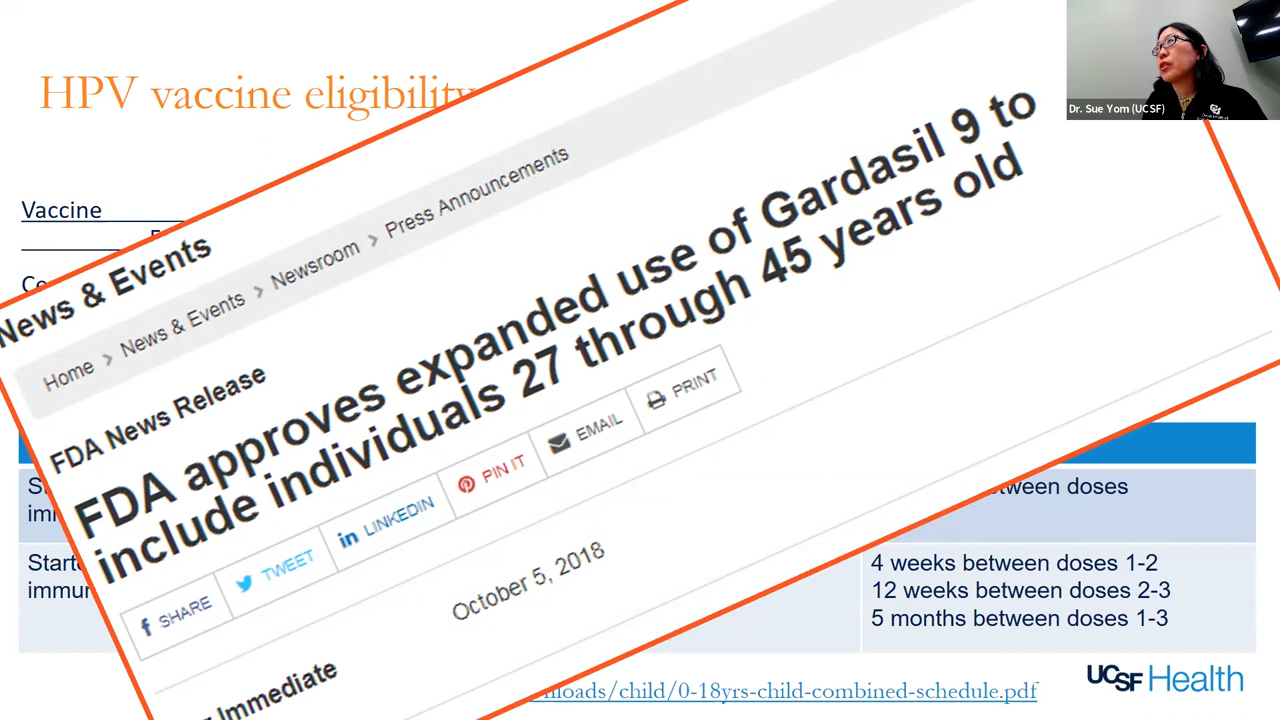 HPV vaccine eligibility
Dr. Sue Yom (UCSF)
Vaccine
News & Events
Home > News & Events > Newsroom > Press Announcements
FDA News Release
FDA approves expanded use of Gardasil 9 to
include individuals 27 through 45 years old
SHARE
TWEET
in LINKEDIN
PIN IT
EMAIL
PRINT
October 5, 2018
Immediate
between doses
4 weeks between doses 1-2
12 weeks between doses 2-3
5 months between doses 1-3
nloads/child/0-18yrs-child-combined-schedule.pdf
UCSF Health